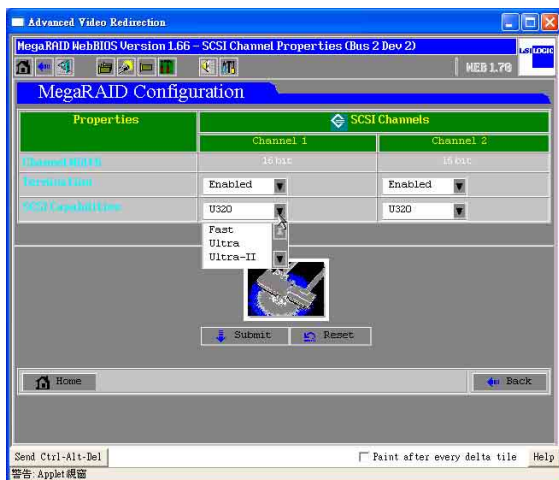 Advanced Video Redirection
MegaRAID WebBIOS Version 1.66 - SCSI Channel Properties (Bus 2 Dev 2)
LSI LOGIC
WEB 1.78
MegaRAID Configuration
Properties
SCSI Channels
Channel 1 Channel 2
Channel Width 16 bit 16 bit
Termination Enabled Enabled
SCSI Capabilities U320 U320
Fast
Ultra
Ultra-II
Submit Reset
Home Back
Send Ctrl-Alt-Del Paint after every delta tile Help
警告: Applet 視窗